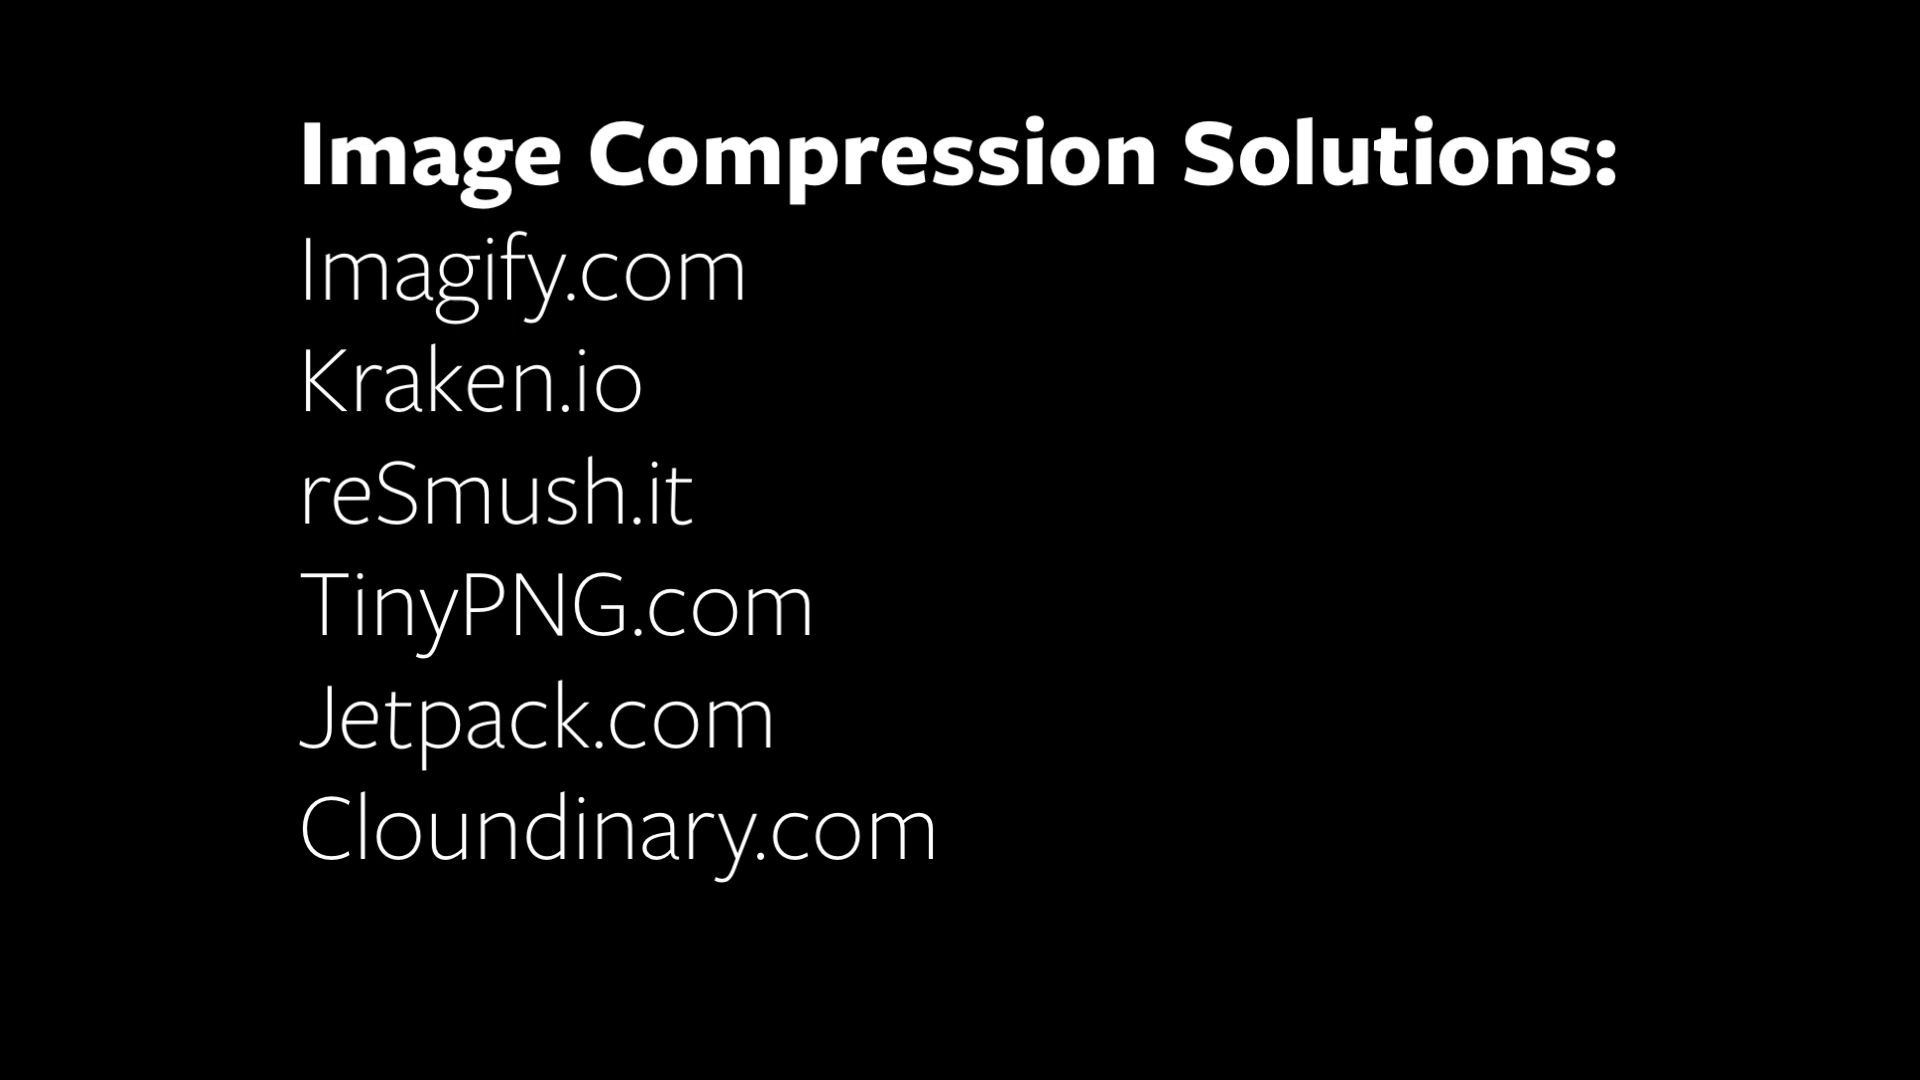 Image Compression Solutions:
Imagify.com
Kraken.io
reSmush.it
TinyPNG.com
Jetpack.com
Cloundinary.com